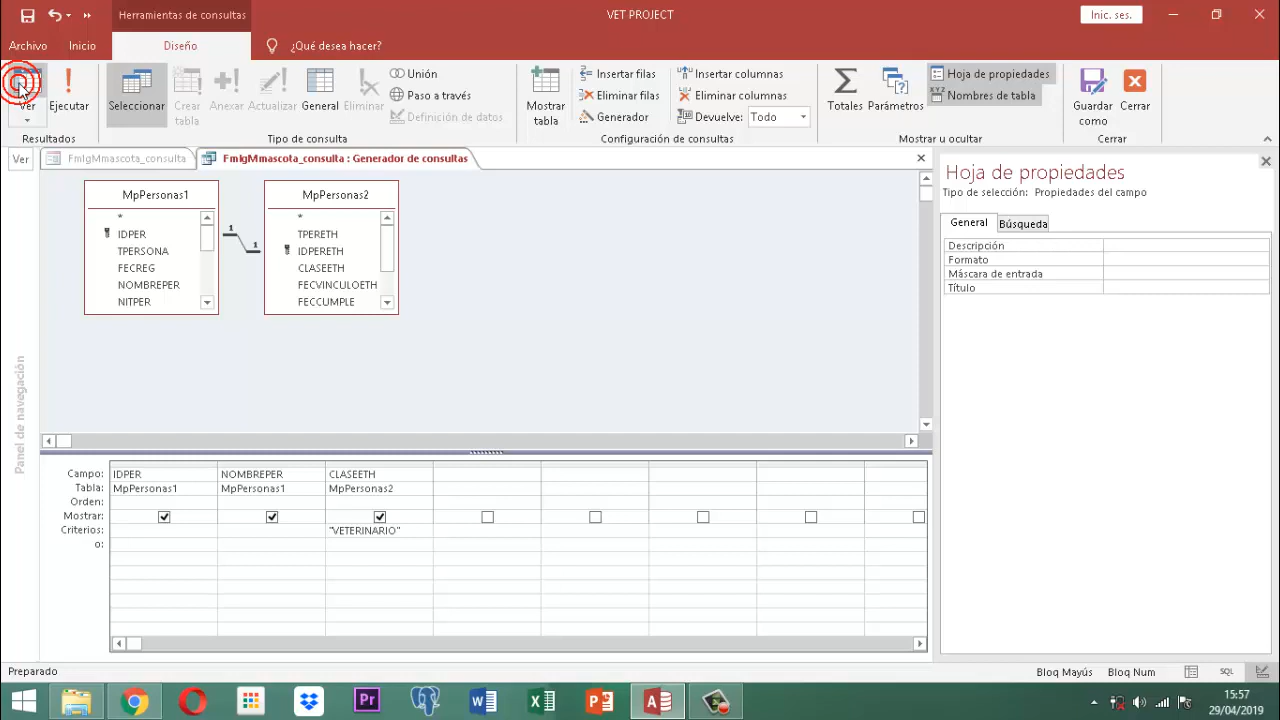 Herramientas de consulta
VET PROJECT
Inic. ses.
Archivo
Inicio
Diseño
¿Qué desea hacer?
Ver
Ejecutar
Seleccionar
Crear tabla
Anexar
Actualizar
General
Eliminar
Unión
Pa so a través
Definición de datos
Mostrar tabla
Insertar filas
Eliminar filas
Generador
Insertar columnas
Eliminar columnas
Devuelve: Todo
Totales
Parámetros
Hoja de propiedades
Nombres de tabla
Guardar como
Cerrar
Resultados
Tipo de consulta
Configuración de consultas
Mostrar u ocultar
Cerrar
Ver
FmIgMmascota_consulta
FmIgMmascota_consulta : Generador de consultas
Panel de navegación
MpPersonas1
*
IDPER
TPERSONA
FECREG
NOMBREPER
NITPER
1
1
MpPersonas2
*
TPERETH
IDPERETH
CLASEETH
FECVINCULOETH
FECCUMPLE
Hoja de propiedades
Tipo de selección: Propiedades del campo
General
Búsqueda
Descripción
Formato
Máscara de entrada
Título
Campo: IDPER NOMBREPER CLASEETH
Tabla: MpPersonas1 MpPersonas1 MpPersonas2
Orden:
Mostrar:
Criterios: "VETERINARIO"
o:
Preparado
Bloq Mayús
Bloq Num
SQL
Pr
15:57
29/04/2019